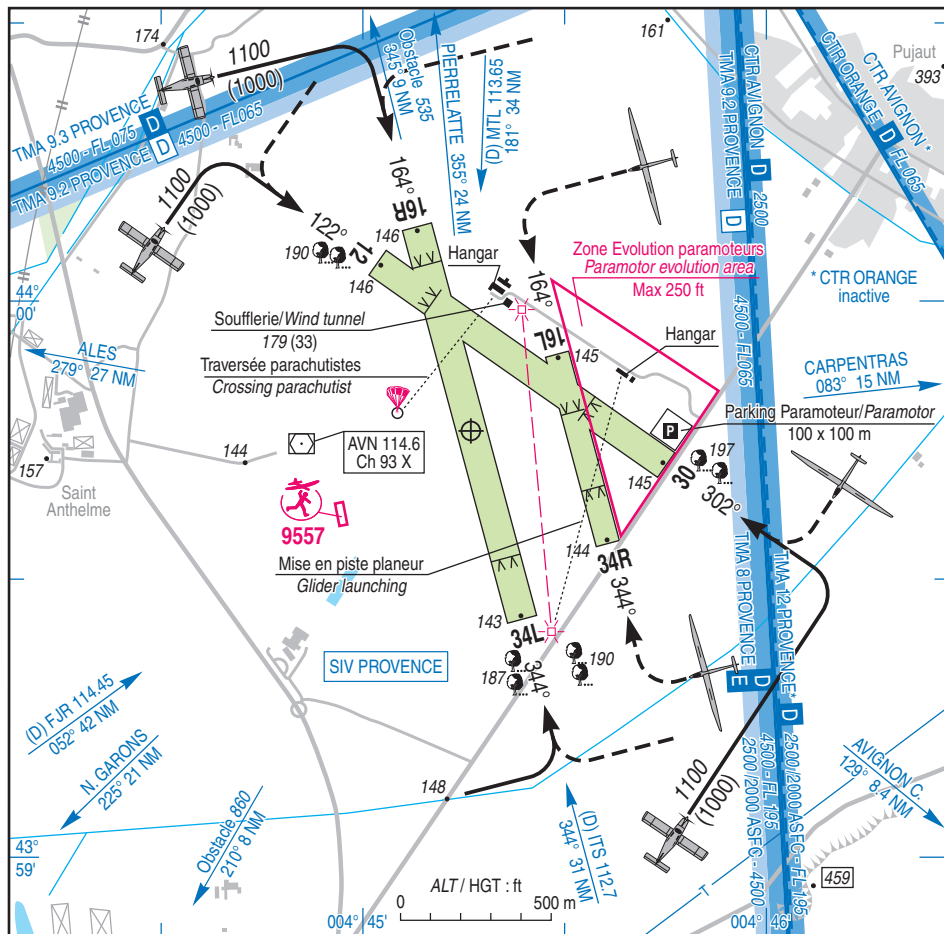 174
1100
(1000)
Obstacle 535
345° 9 NM
PIERRELATTE 355° 24 NM
(D) MTL 113.65
181° 34 NM
161
CTR AVIGNON D 2500
TMA 9.2 PROVENCE D 4500 - FL065
CTR AVIGNON *
CTR ORANGE D FL 065
Pujaut
393
TMA 9.3 PROVENCE D
4500 - FL 075
TMA 9.2 PROVENCE D 4500 - FL065
1100
(1000)
164°
16R
146
122°
12
190
146
Hangar
164°
16L
145
Zone Evolution paramoteurs
Paramotor evolution area
Max 250 ft
* CTR ORANGE
inactive
44°
00'
Soufflerie/Wind tunnel
179 (33)
Traversée parachutistes
Crossing parachutist
Hangar
ALES
279° 27 NM
CARPENTRAS
083° 15 NM
P
Parking Paramoteur/Paramotor
100 x 100 m
AVN 114.6
Ch 93 X
144
157
Saint
Anthelme
197
145
30
302°
9557
Mise en piste planeur
Glider launching
144
34R
344°
143
34L
344°
187
190
SIV PROVENCE
TMA 8 PROVENCE E
D
TMA 12 PROVENCE* D
2500/2000 ASFC - 4500
4500 - FL 195
2500/2000 ASFC - FL 195
(D) FJR 114.45
052° 42 NM
N. GARONS
225° 21 NM
Obstacle 860
210° 8 NM
148
(D) ITS 112.7
344° 31 NM
1100
(1000)
AVIGNON C.
129° 8.4 NM
T
459
43°
59'
ALT / HGT : ft
0
500 m
004° 45'
004° 46'